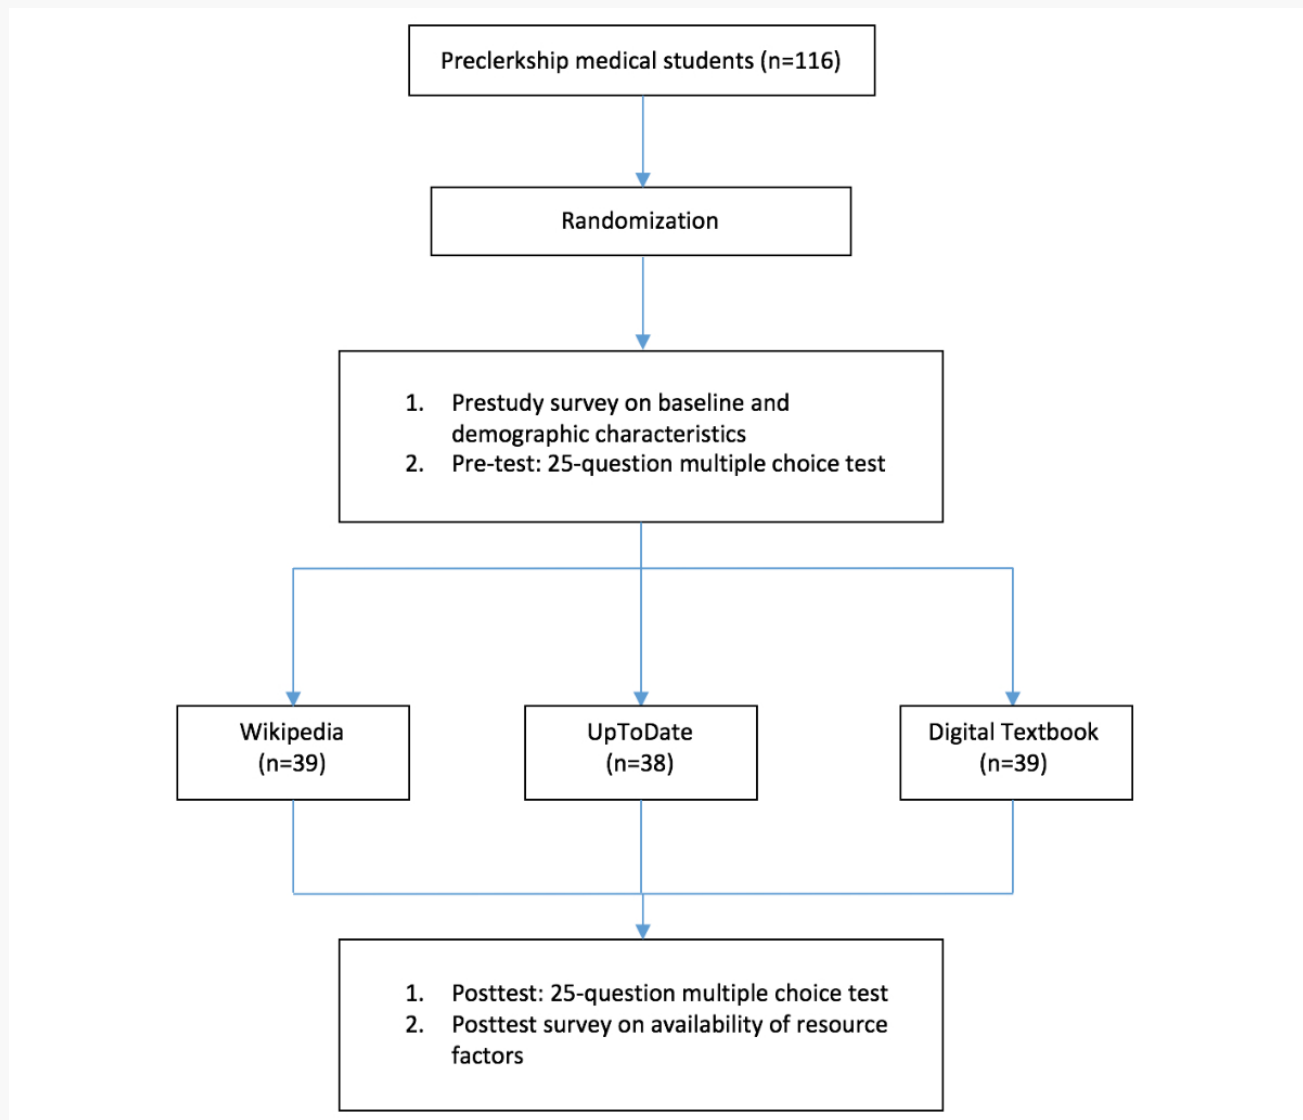 Preclerkship medical students (n=116)
Randomization
1. Prestudy survey on baseline and
demographic characteristics
2. Pre-test: 25-question multiple choice test
Wikipedia
(n=39)
UpToDate
(n=38)
Digital Textbook
(n=39)
1. Posttest: 25-question multiple choice test
2. Posttest survey on availability of resource
factors